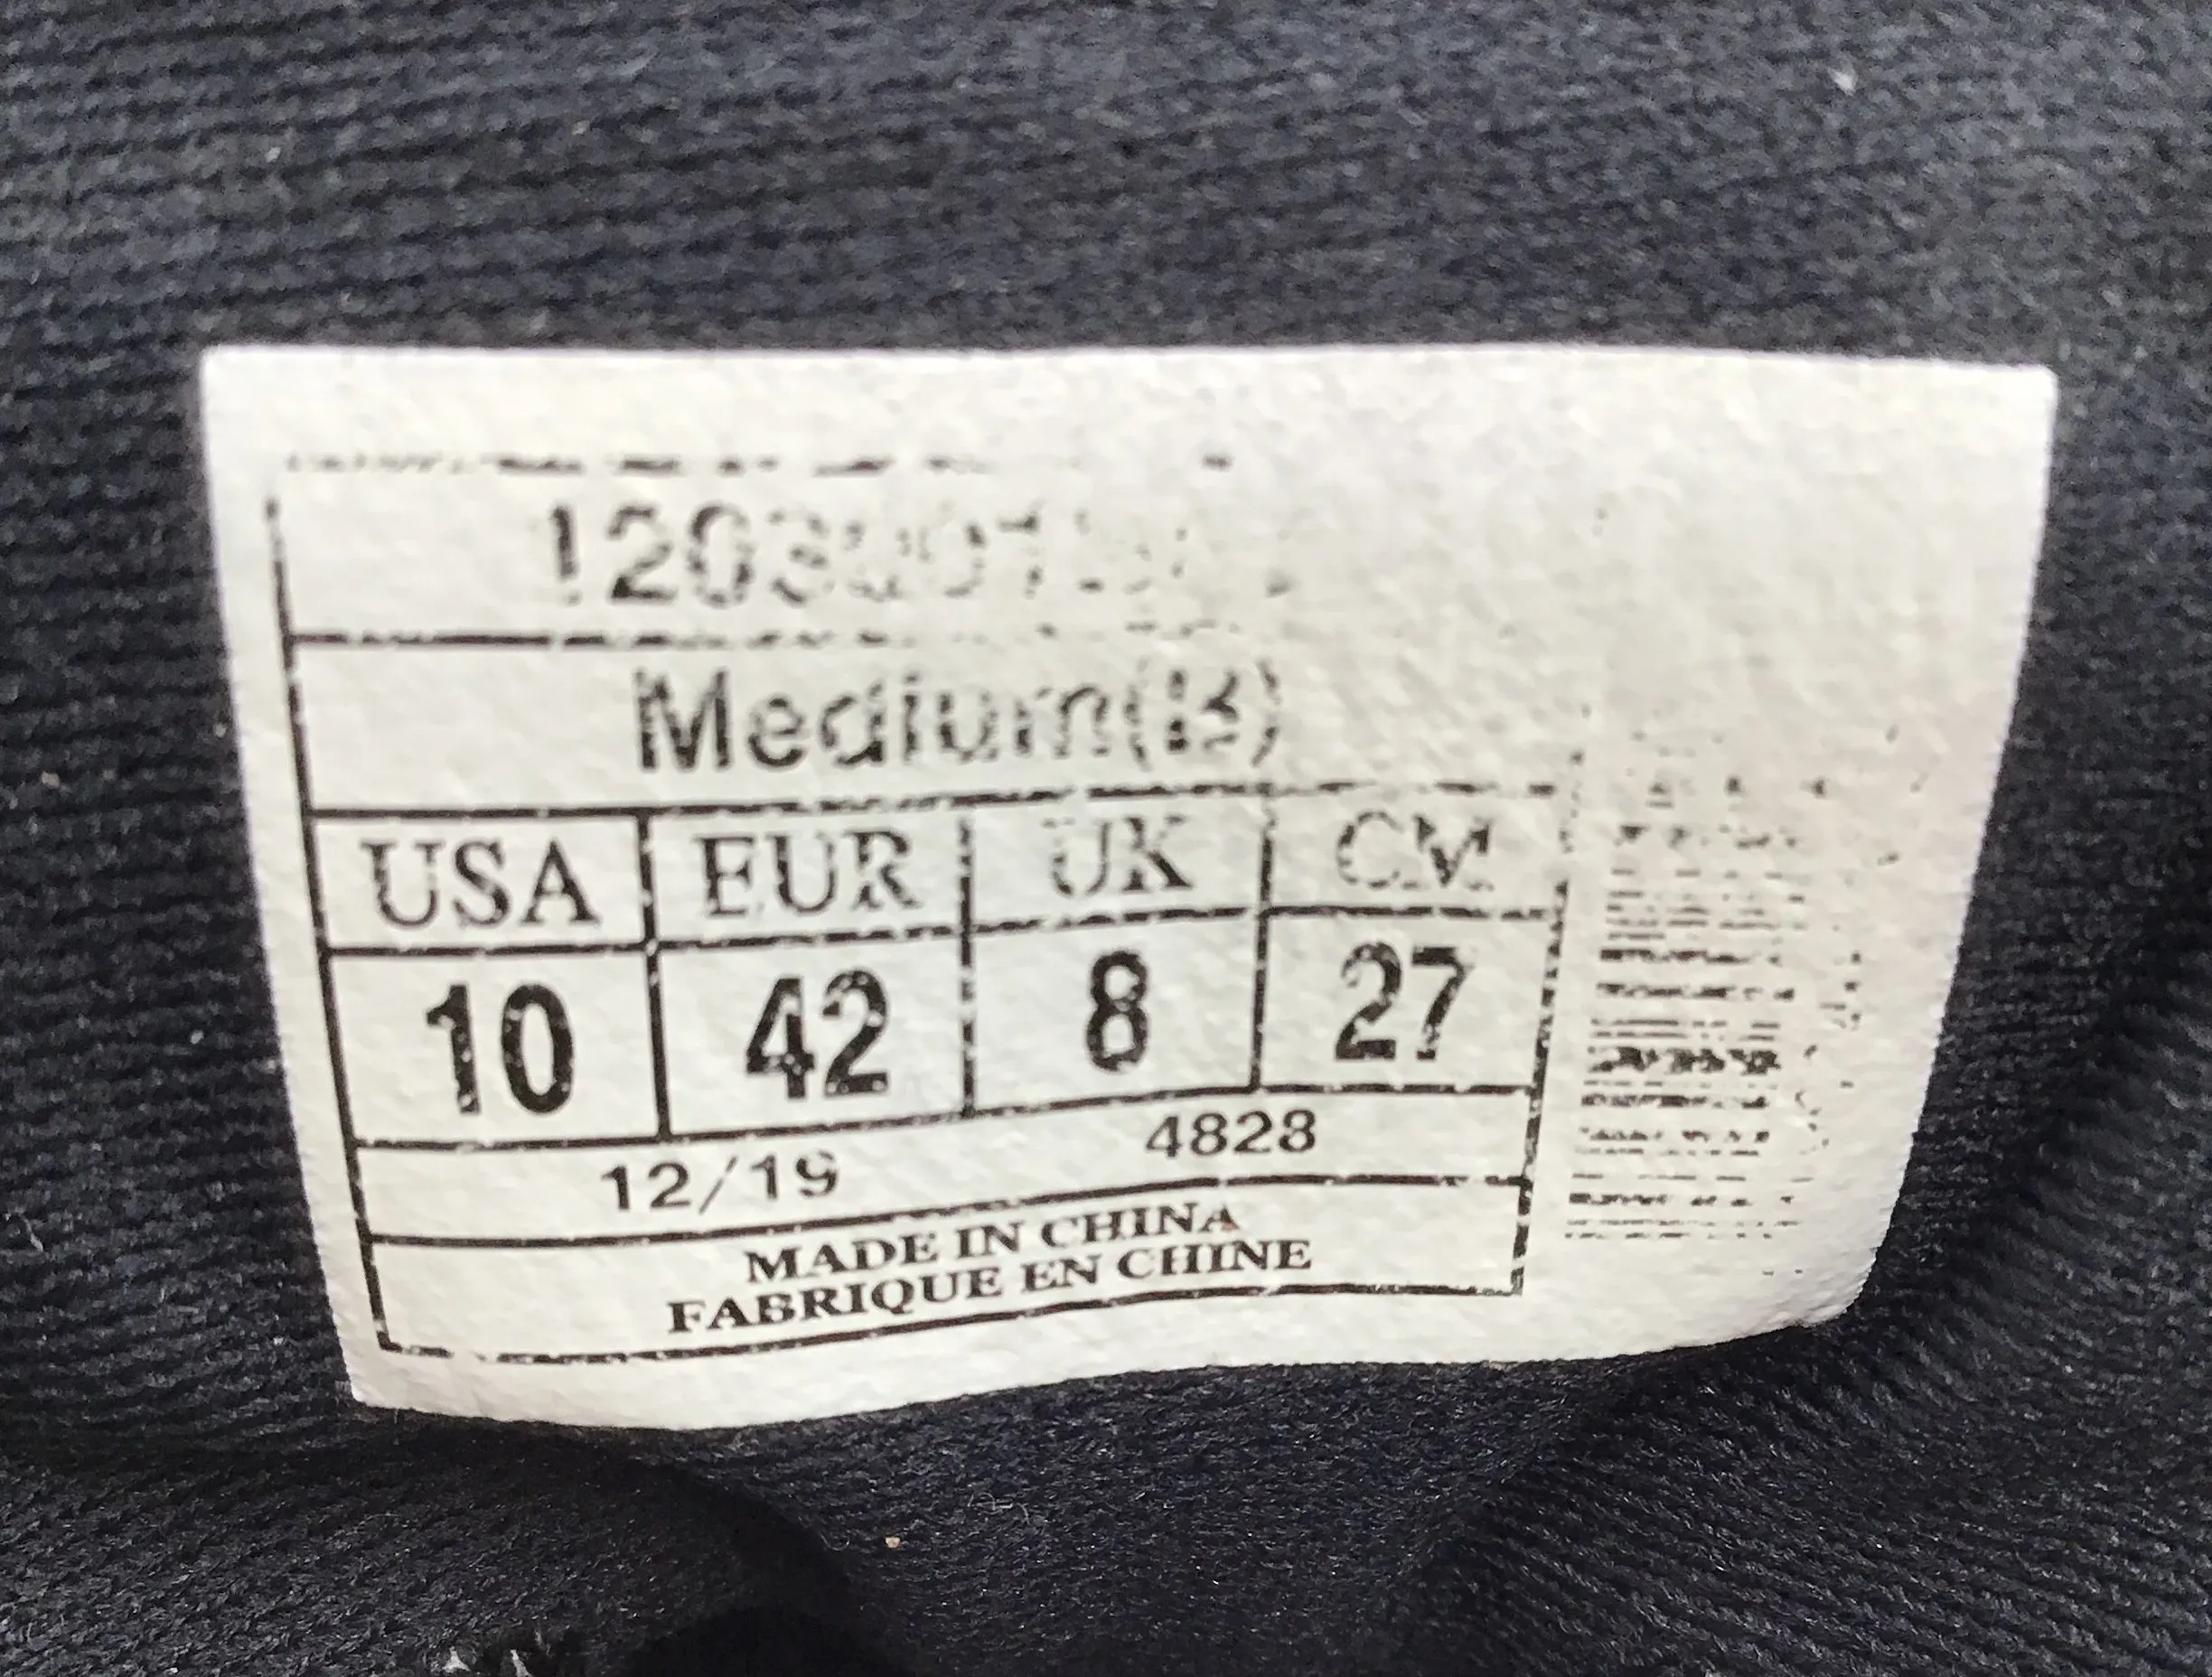 Medium(B)
USA EUR UK CM
10 42 8 27
12/19 4828
MADE IN CHINA
FABRIQUE EN CHINE